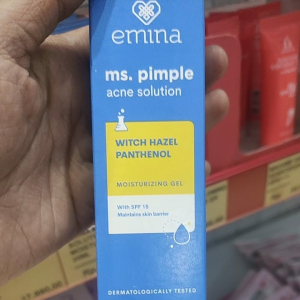 emina
ms. pimple
acne solution
WITCH HAZEL
PANTHENOL
MOISTURIZING GEL
With SPF 15
Maintains skin barrier
DERMATOLOGICALLY TESTED